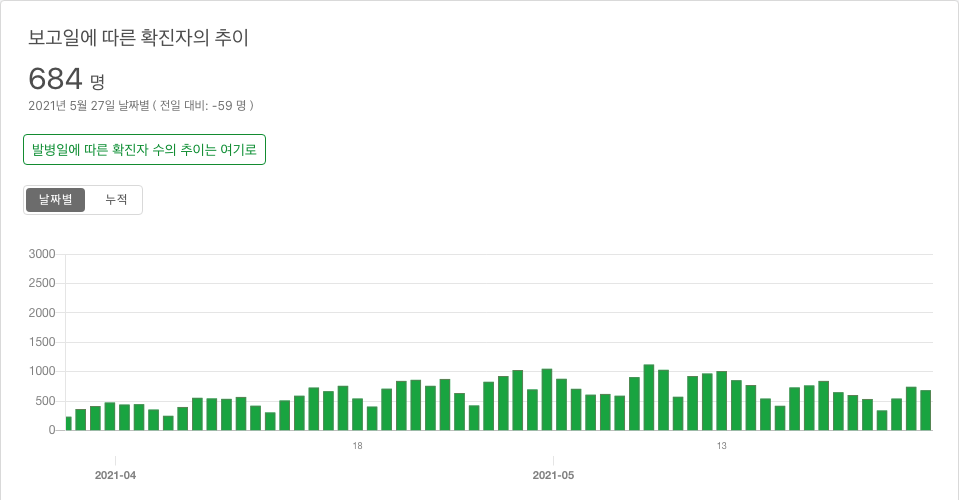 보고일에 따른 확진자의 추이
684 명
2021년 5월 27일 날짜별 ( 전일 대비: -59 명 )
발병일에 따른 확진자 수의 추이는 여기로
날짜별 누적
3000
2500
2000
1500
1000
500
0
18 13
2021-04 2021-05